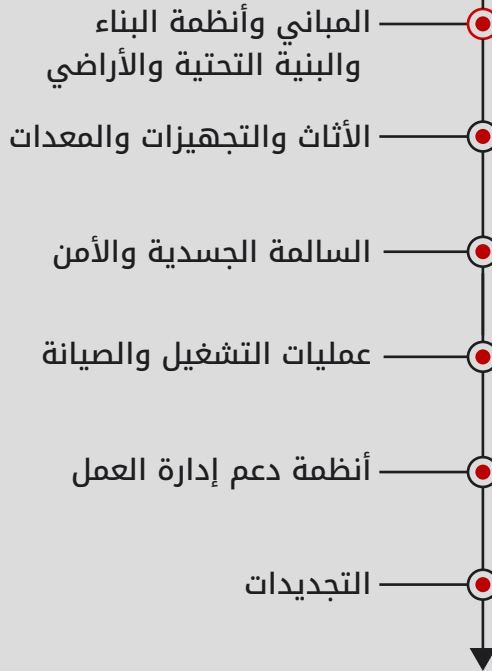 المباني وأنظمة البناء
والبنية التحتية والأراضي
الأثاث والتجهيزات والمعدات
السالمة الجسدية والأمن
عمليات التشغيل والصيانة
أنظمة دعم إدارة العمل
التجديدات